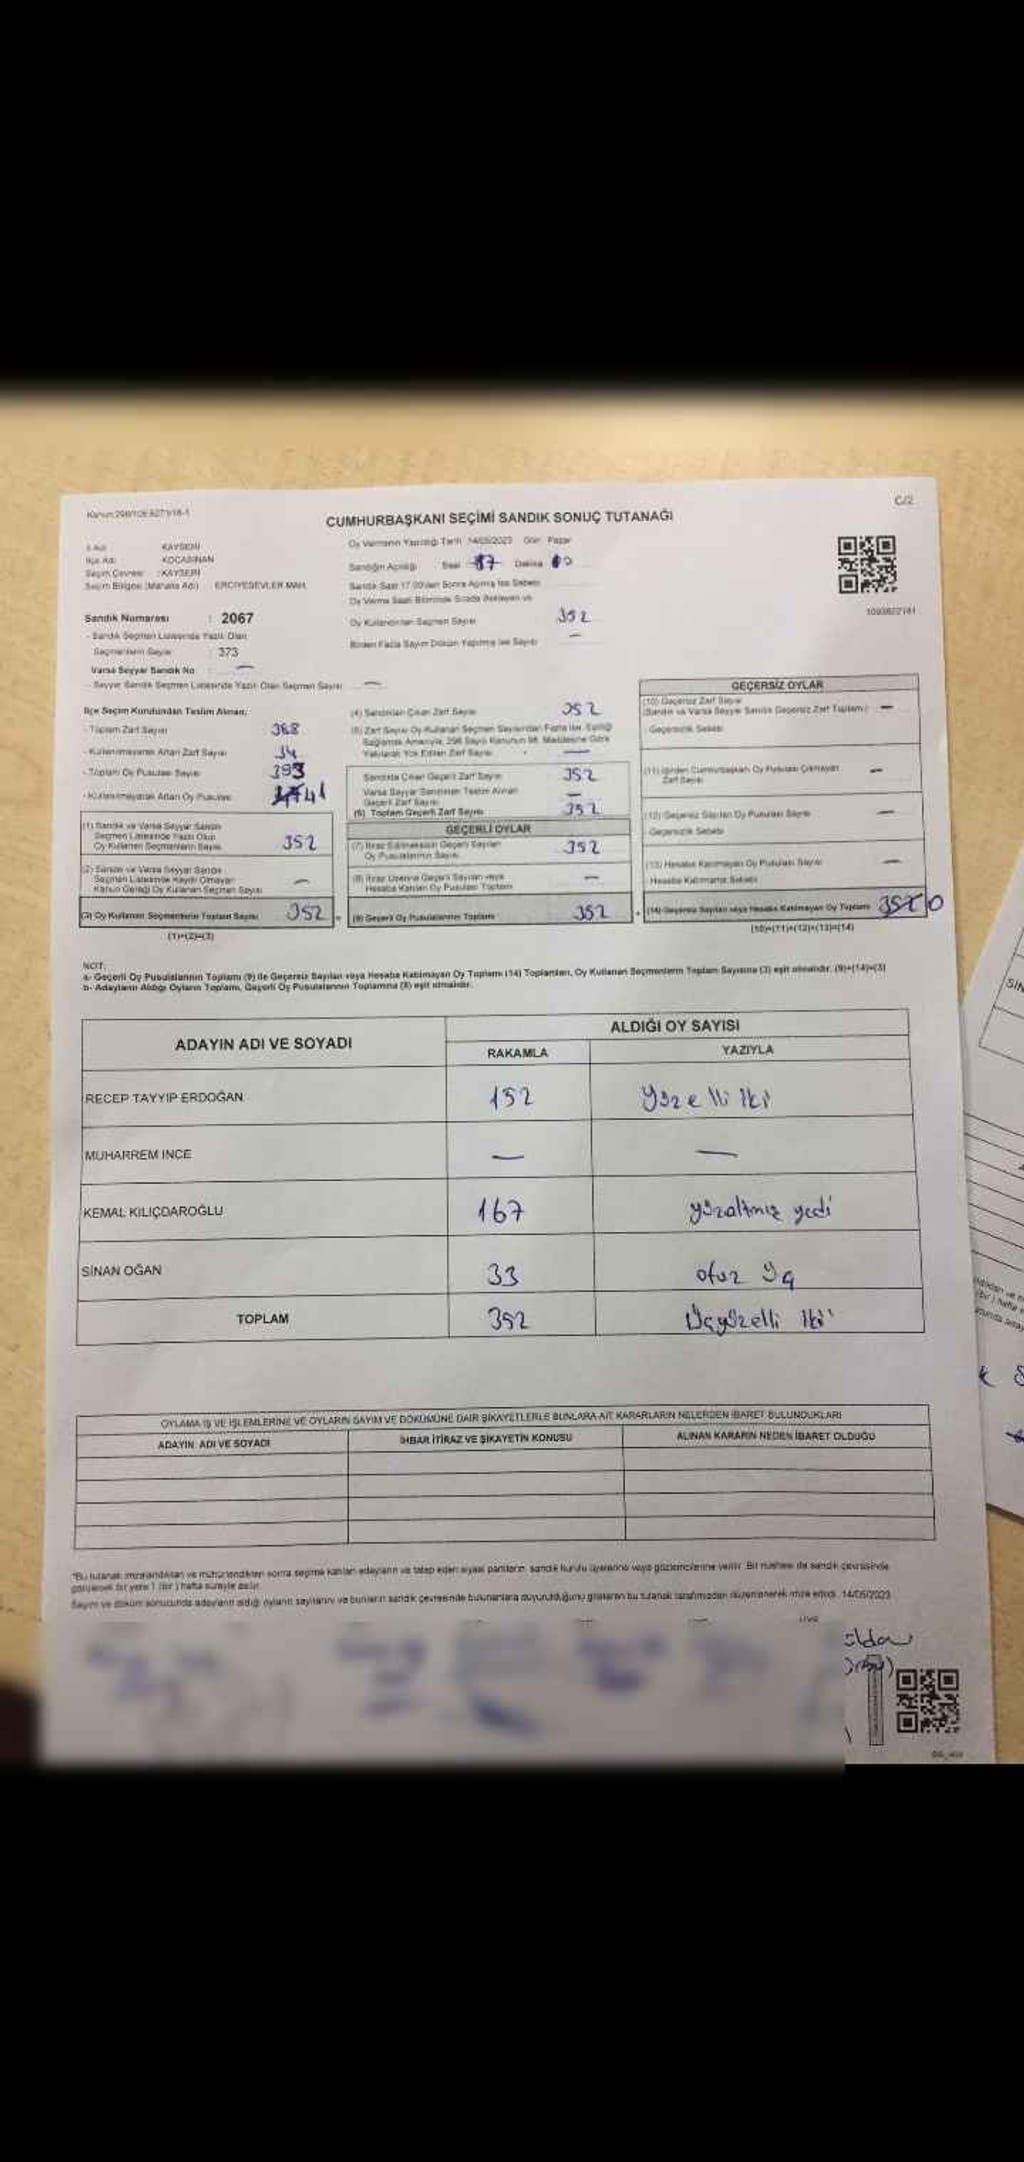 C/2
CUMHURBAŞKANI SEÇİMİ SANDIK SONUÇ TUTANAĞI
İl Adı KAYSERİ
İlçe Adı KOCASİNAN
Seçim Çevresi : KAYSERİ
Seçim Bölgesi (Mahalle Adı) ERCİYESEVLER MAH.
Sandık Numarası : 2067
- Sandık Seçmen Listesinde Yazılı Olan
Seçmenlerin Sayısı : 373
Varsa Seyyar Sandık No : —
- Seyyar Sandık Seçmen Listesinde Yazılı Olan Seçmen Sayısı —
Oy Vermenin Yapıldığı Tarih 14/05/2023 Gün Pazar
Sandığın Açıldığı Saat 17 Dakika
Sandık Saat 17.00'den Sonra Açılmış İse Sebebi
Oy Verme Saati Bitiminde Sırada Bekleyen ve
Oy Kullandırılan Seçmen Sayısı 352
Birden Fazla Sayım Döküm Yapılmış İse Sayısı —
1093622181
İlçe Seçim Kurulundan Teslim Alınan;
- Toplam Zarf Sayısı 388
- Kullanılmayarak Artan Zarf Sayısı 34
- Toplam Oy Pusulası Sayısı 393
- Kullanılmayarak Artan Oy Pusulası 41
(1) Sandık ve Varsa Seyyar Sandık
Seçmen Listesinde Yazılı Olup
Oy Kullanan Seçmenlerin Sayısı 352
(2) Sandık ve Varsa Seyyar Sandık
Seçmen Listesinde Kayıtlı Olmayan
Kanun Gereği Oy Kullanan Seçmen Sayısı —
(3) Oy Kullanan Seçmenlerin Toplam Sayısı 352
(1)+(2)=(3)
(4) Sandıktan Çıkan Zarf Sayısı 352
(5) Zarf Sayısı Oy Kullanan Seçmen Sayısından Fazla İse, Eşitliği
Sağlamak Amacıyla, 298 Sayılı Kanunun 98. Maddesine Göre
Yakılarak Yok Edilen Zarf Sayısı —
Sandıkta Çıkan Geçerli Zarf Sayısı 352
Varsa Seyyar Sandıktan Teslim Alınan
Geçerli Zarf Sayısı —
(6) Toplam Geçerli Zarf Sayısı 352
GEÇERLİ OYLAR
(7) İtiraz Edilmeksizin Geçerli Sayılan
Oy Pusulalarının Sayısı 352
(8) İtiraz Üzerine Geçerli Sayılan veya
Hesaba Katılan Oy Pusulası Toplamı —
(9) Geçerli Oy Pusulalarının Toplamı 352
GEÇERSİZ OYLAR
(10) Geçersiz Zarf Sayısı
(Sandık ve Varsa Seyyar Sandık Geçersiz Zarf Toplamı) —
Geçersizlik Sebebi
(11) İçinden Cumhurbaşkanı Oy Pusulası Çıkmayan
Zarf Sayısı —
(12) Geçersiz Sayılan Oy Pusulası Sayısı —
Geçersizlik Sebebi
(13) Hesaba Katılmayan Oy Pusulası Sayısı —
Hesaba Katılmama Sebebi
(14) Geçersiz Sayılan veya Hesaba Katılmayan Oy Toplamı 352 0
(10)+(11)+(12)+(13)=(14)
NOT:
a- Geçerli Oy Pusulalarının Toplamı (9) ile Geçersiz Sayılan veya Hesaba Katılmayan Oy Toplamı (14) Toplamları, Oy Kullanan Seçmenlerin Toplam Sayısına (3) eşit olmalıdır. (9)+(14)=(3)
b- Adayların Aldığı Oyların Toplamı, Geçerli Oy Pusulalarının Toplamına (9) eşit olmalıdır.
ADAYIN ADI VE SOYADI ALDIĞI OY SAYISI
RAKAMLA YAZIYLA
RECEP TAYYIP ERDOĞAN 152 Yüzelli iki
MUHARREM İNCE — —
KEMAL KILIÇDAROĞLU 167 yüzaltmış yedi
SİNAN OĞAN 33 otuz üç
TOPLAM 352 Üçyüzelli iki
OYLAMA İŞ VE İŞLEMLERİNE VE OYLARIN SAYIM VE DÖKÜMÜNE DAİR ŞİKAYETLERLE BUNLARA AİT KARARLARIN NELERDEN İBARET BULUNDUKLARI
ADAYIN ADI VE SOYADI İHBAR İTİRAZ VE ŞİKAYETİN KONUSU ALINAN KARARIN NEDEN İBARET OLDUĞU
"Bu tutanak imzalandıktan ve mühürlendikten sonra seçime katılan adayların ve talep eden siyasi partilerin sandık kurulu üyelerine veya gözlemcilerine verilir. Bir nüshası da sandık çevresinde
görülecek bir yere 1 (bir) hafta süreyle asılır.
Sayım ve döküm sonucunda adayların aldığı oyların sayılarını ve bunların sandık çevresinde bulunanlara duyurulduğunu gösteren bu tutanak tarafımızdan düzenlenerek imza edildi. 14/05/2023